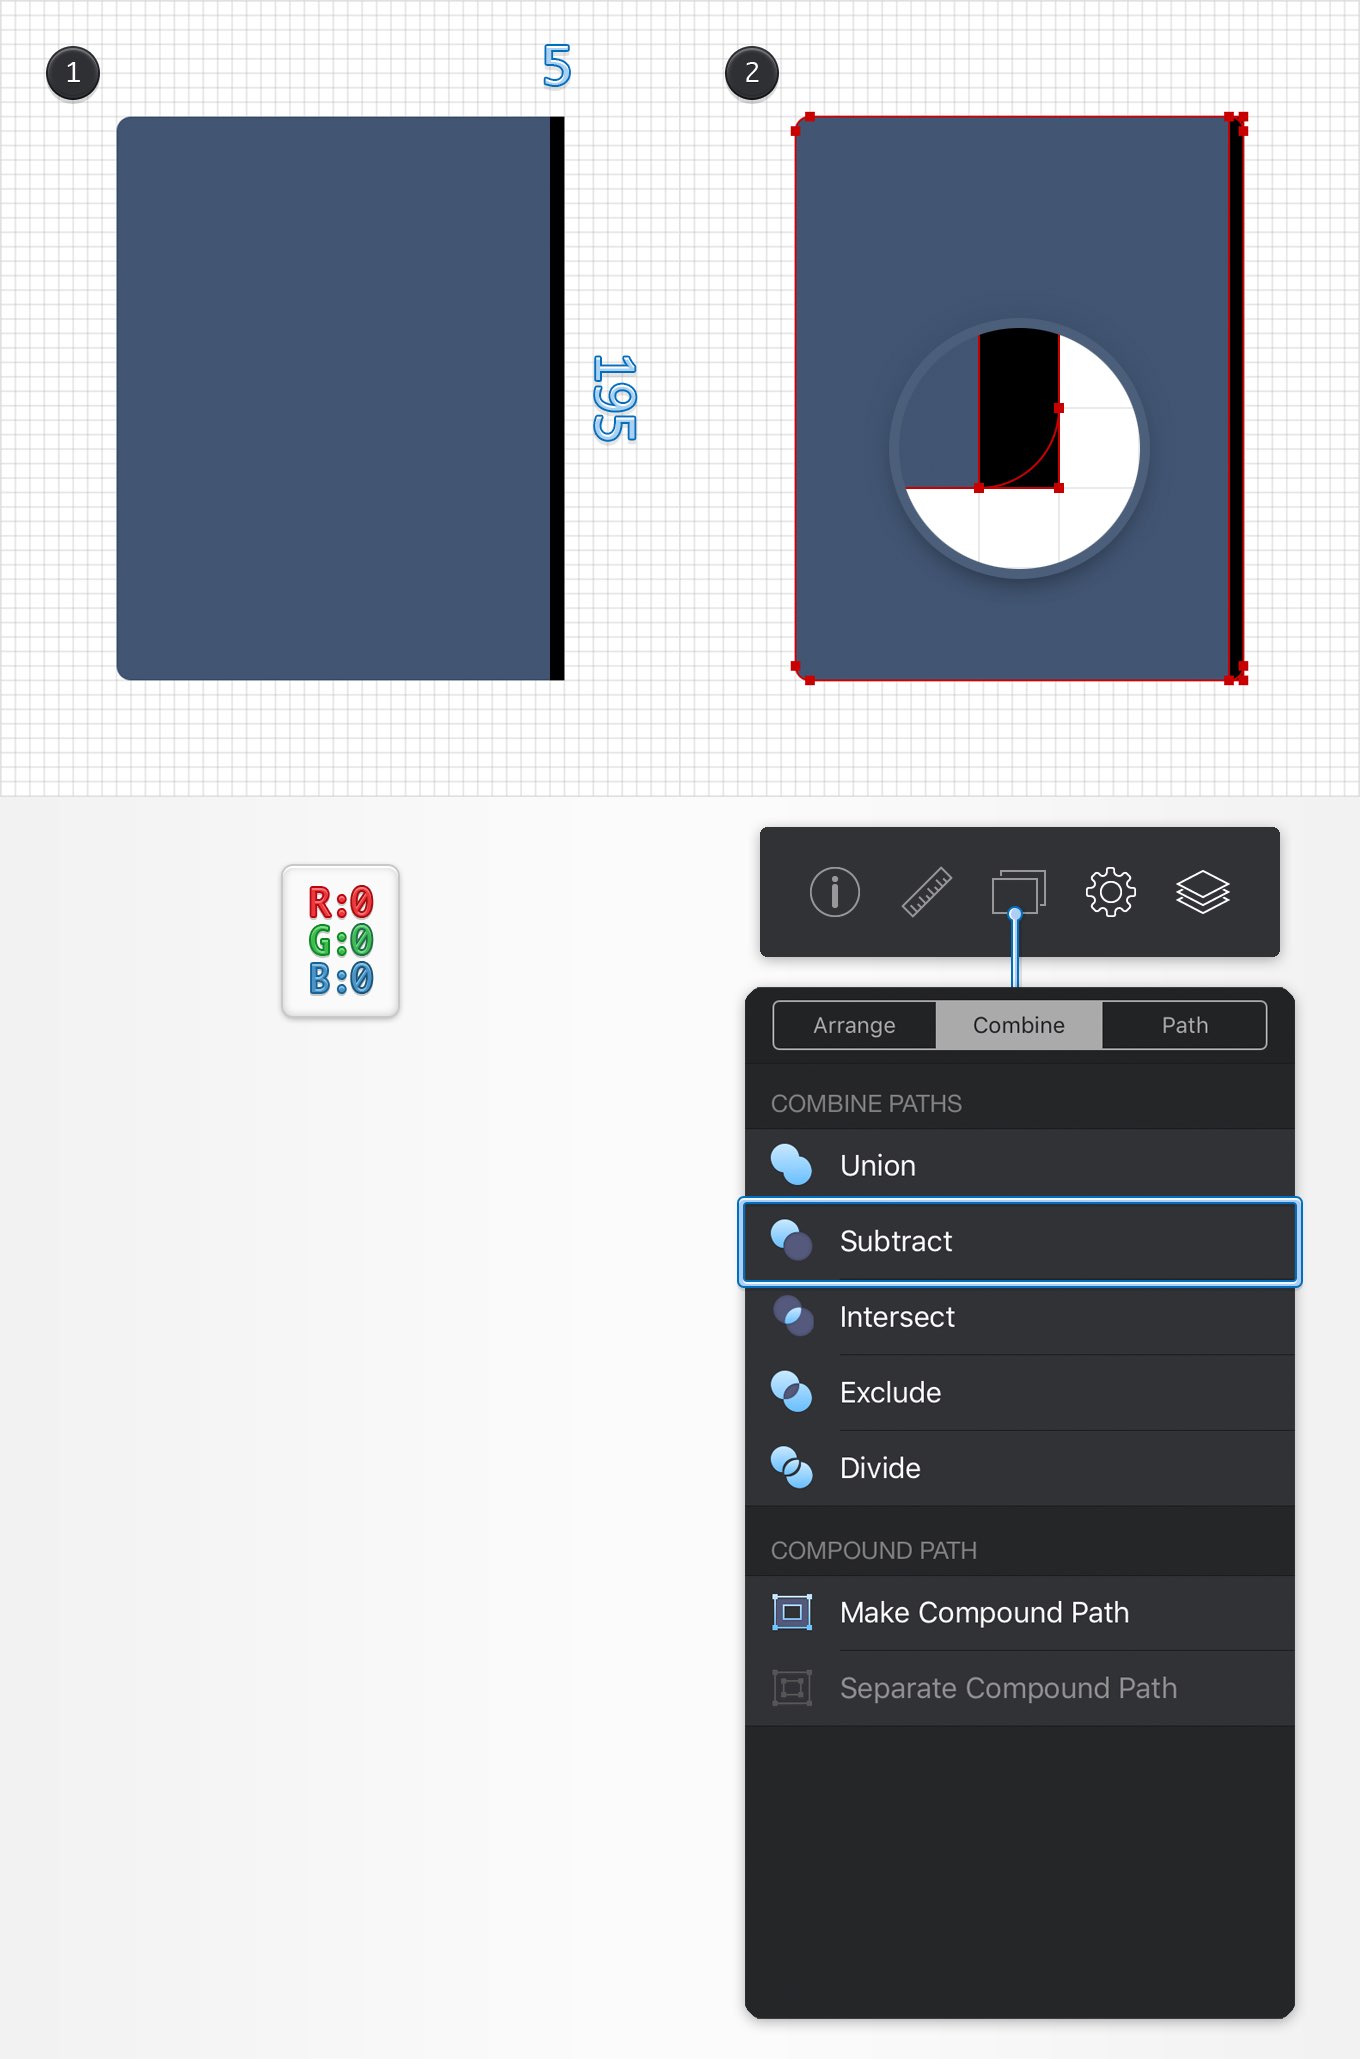 1
5
195
2
R:0
G:0
B:0
Arrange
Combine
Path
COMBINE PATHS
Union
Subtract
Intersect
Exclude
Divide
COMPOUND PATH
Make Compound Path
Separate Compound Path